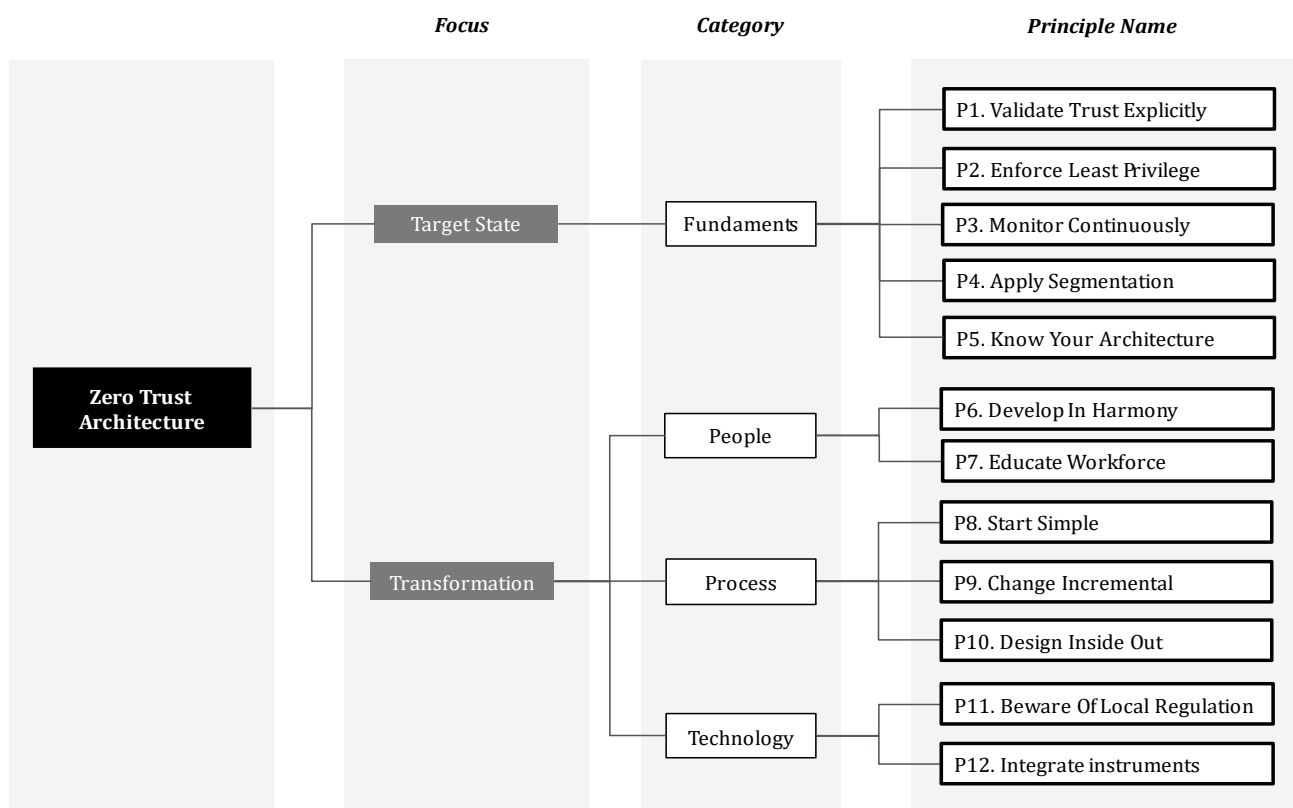 Focus
Category
Principle Name
Zero Trust
Architecture
Target State
Fundaments
P1. Validate Trust Explicitly
P2. Enforce Least Privilege
P3. Monitor Continuously
P4. Apply Segmentation
P5. Know Your Architecture
Transformation
People
P6. Develop In Harmony
P7. Educate Workforce
Process
P8. Start Simple
P9. Change Incremental
P10. Design Inside Out
Technology
P11. Beware Of Local Regulation
P12. Integrate instruments